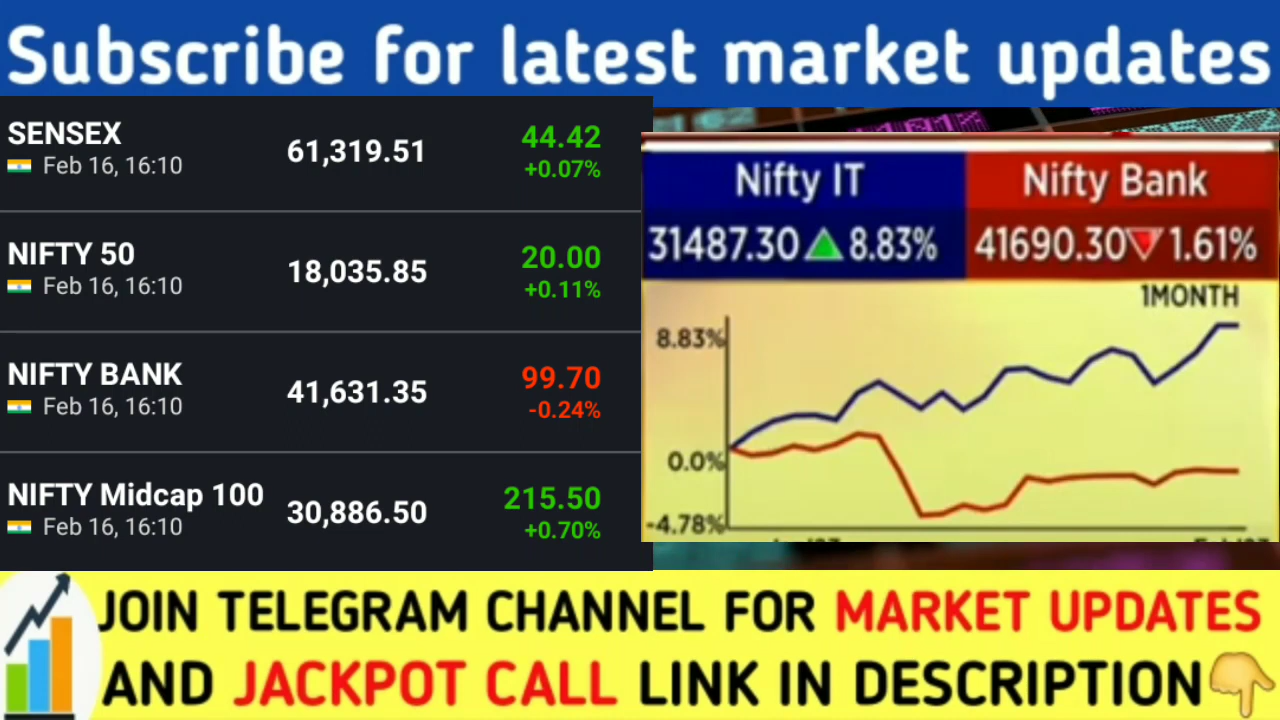 Subscribe for latest market updates
SENSEX
Feb 16, 16:10
61,319.51
44.42
+0.07%
NIFTY 50
Feb 16, 16:10
18,035.85
20.00
+0.11%
NIFTY BANK
Feb 16, 16:10
41,631.35
99.70
-0.24%
NIFTY Midcap 100
Feb 16, 16:10
30,886.50
215.50
+0.70%
Nifty IT
31487.30 8.83%
Nifty Bank
41690.30 1.61%
1MONTH
8.83%
0.0%
-4.78%
JOIN TELEGRAM CHANNEL FOR MARKET UPDATES
AND JACKPOT CALL LINK IN DESCRIPTION